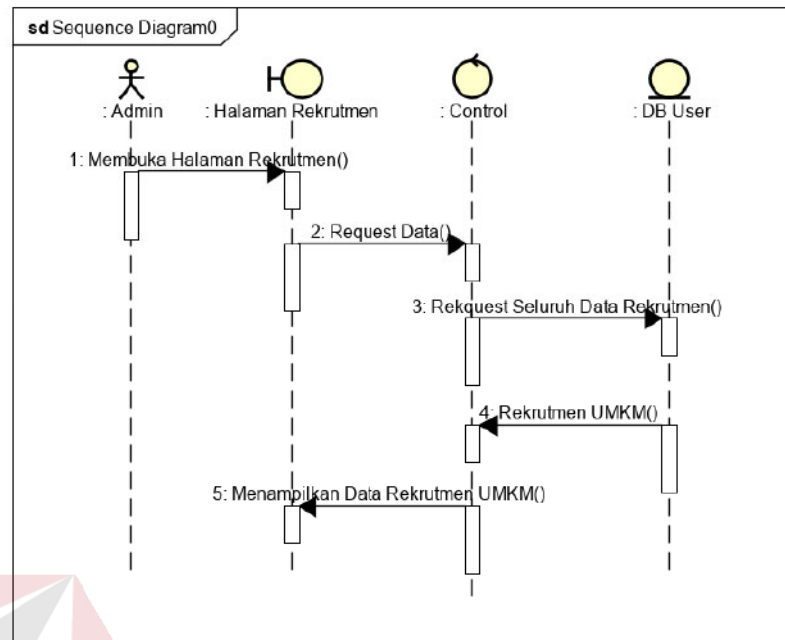 sd Sequence Diagram0
: Admin
: Halaman Rekrutmen
: Control
: DB User
1: Membuka Halaman Rekrutmen()
2: Request Data()
3: Rekquest Seluruh Data Rekrutmen()
4: Rekrutmen UMKM()
5: Menampilkan Data Rekrutmen UMKM()